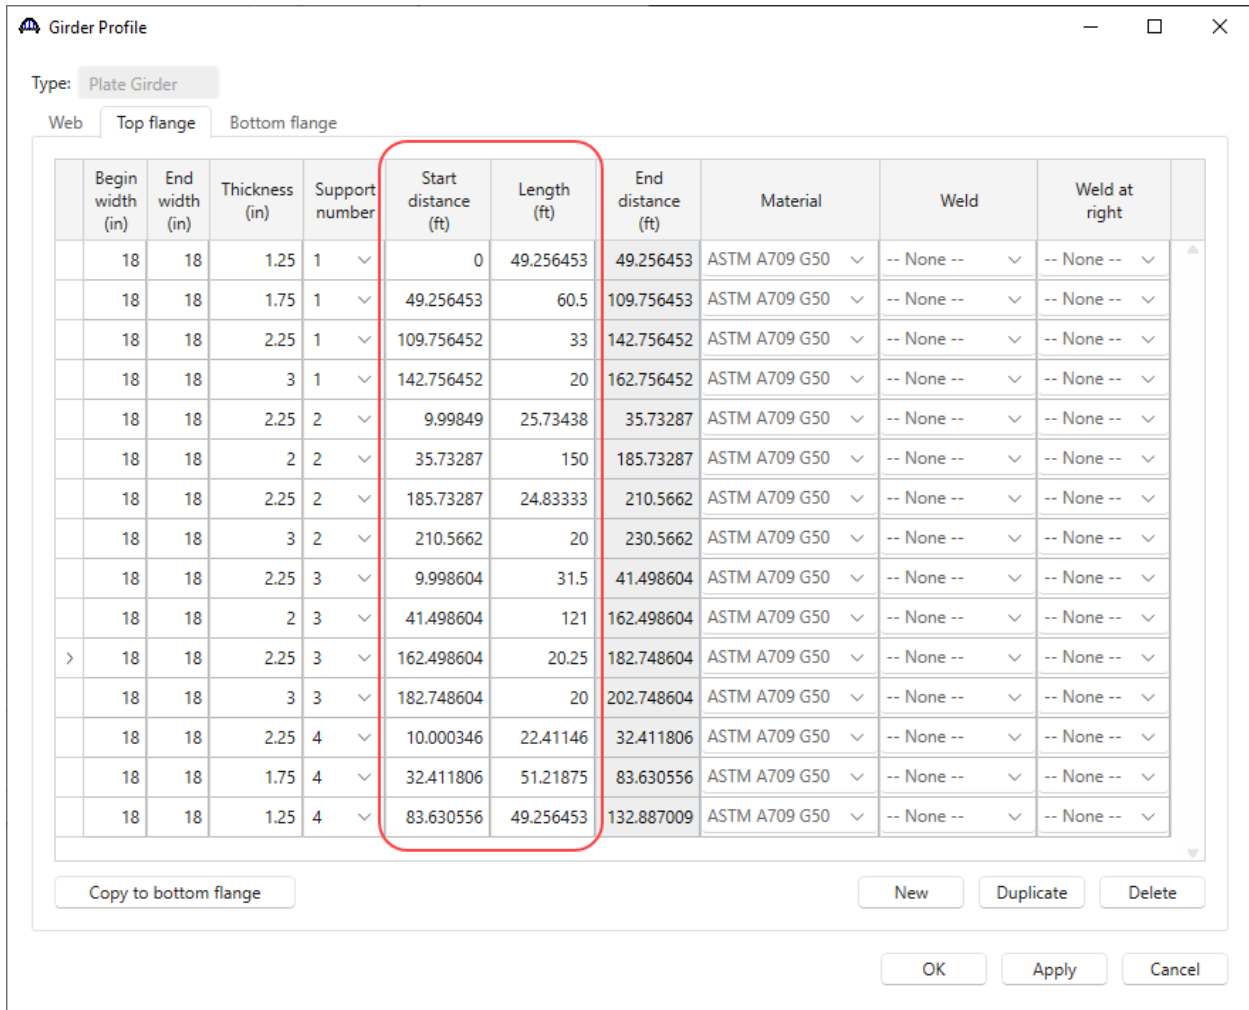 Girder Profile
Type: Plate Girder
Web Top flange Bottom flange
Begin width (in) End width (in) Thickness (in) Support number Start distance (ft) Length (ft) End distance (ft) Material Weld Weld at right
18 18 1.25 1 0 49.256453 49.256453 ASTM A709 G50 -- None -- -- None --
18 18 1.75 1 49.256453 60.5 109.756453 ASTM A709 G50 -- None -- -- None --
18 18 2.25 1 109.756452 33 142.756452 ASTM A709 G50 -- None -- -- None --
18 18 3 1 142.756452 20 162.756452 ASTM A709 G50 -- None -- -- None --
18 18 2.25 2 9.99849 25.73438 35.73287 ASTM A709 G50 -- None -- -- None --
18 18 2 2 35.73287 150 185.73287 ASTM A709 G50 -- None -- -- None --
18 18 2.25 2 185.73287 24.83333 210.5662 ASTM A709 G50 -- None -- -- None --
18 18 3 2 210.5662 20 230.5662 ASTM A709 G50 -- None -- -- None --
18 18 2.25 3 9.998604 31.5 41.498604 ASTM A709 G50 -- None -- -- None --
18 18 2 3 41.498604 121 162.498604 ASTM A709 G50 -- None -- -- None --
18 18 2.25 3 162.498604 20.25 182.748604 ASTM A709 G50 -- None -- -- None --
18 18 3 3 182.748604 20 202.748604 ASTM A709 G50 -- None -- -- None --
18 18 2.25 4 10.000346 22.41146 32.411806 ASTM A709 G50 -- None -- -- None --
18 18 1.75 4 32.411806 51.21875 83.630556 ASTM A709 G50 -- None -- -- None --
18 18 1.25 4 83.630556 49.256453 132.887009 ASTM A709 G50 -- None -- -- None --
Copy to bottom flange New Duplicate Delete
OK Apply Cancel